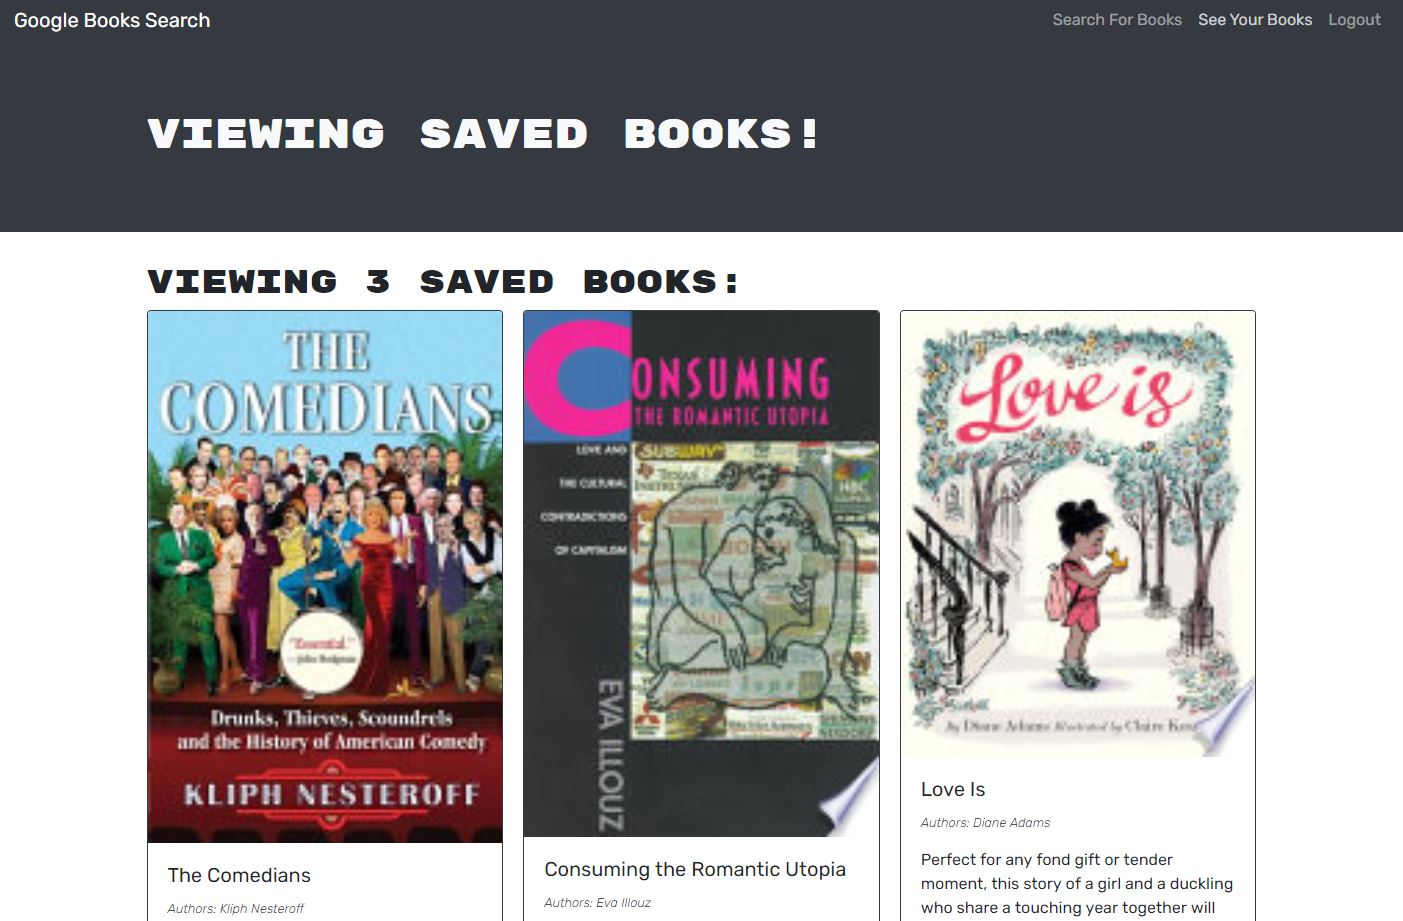 Google Books Search
Search For Books
See Your Books
Logout
VIEWING SAVED BOOKS!
VIEWING 3 SAVED BOOKS:
THE
COMEDIANS
"Essential."
Drunks, Thieves, Scoundrels
and the History of American Comedy
KLIPH NESTEROFF
The Comedians
Authors: Kliph Nesteroff
CONSUMING
THE ROMANTIC UTOPIA
LOVE AND
THE CULTURAL
CONTRADICTIONS
OF CAPITALISM
SUBWAY
NBC
EVA ILLOUZ
Consuming the Romantic Utopia
Authors: Eva Illouz
Love is
by Diane Adams Illustrated by Claire
Love Is
Authors: Diane Adams
Perfect for any fond gift or tender
moment, this story of a girl and a duckling
who share a touching year together will